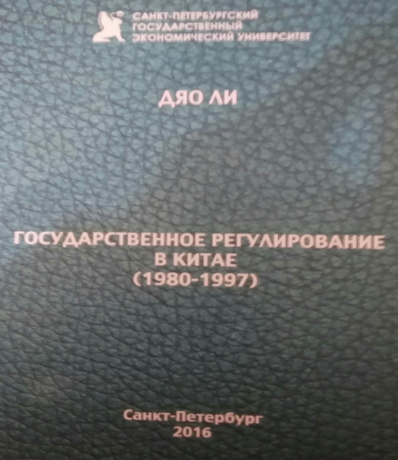 САНКТ-ПЕТЕРБУРГСКИЙ
ГОСУДАРСТВЕННЫЙ
ЭКОНОМИЧЕСКИЙ УНИВЕРСИТЕТ
ДЯО ЛИ
ГОСУДАРСТВЕННОЕ РЕГУЛИРОВАНИЕ
В КИТАЕ
(1980-1997)
Санкт-Петербург
2016